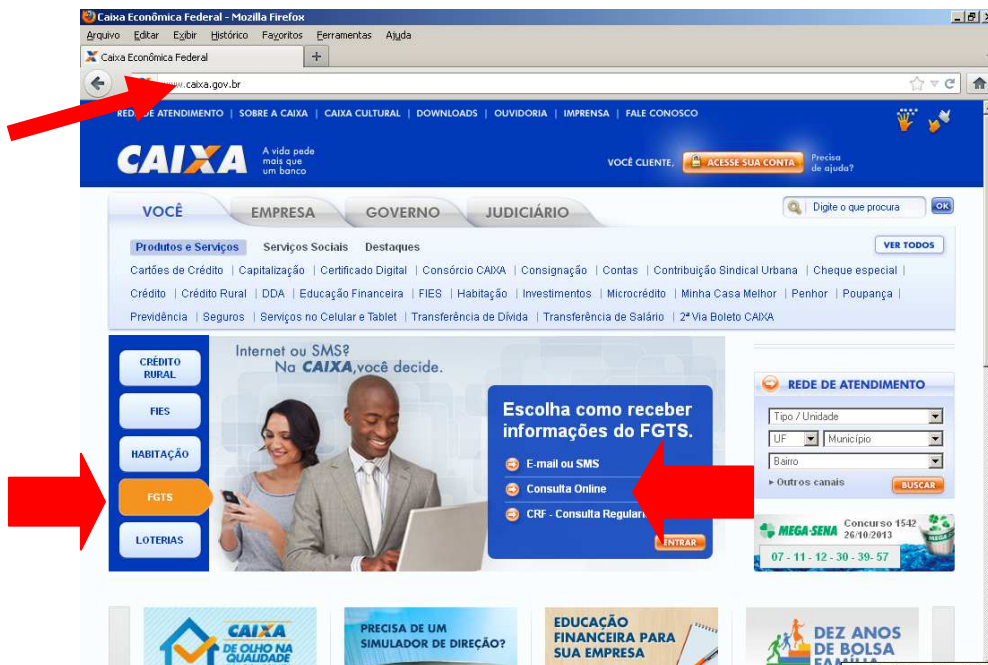 Caixa Econômica Federal - Mozilla Firefox
Arquivo Editar Exibir Histórico Favoritos Ferramentas Ajuda
Caixa Econômica Federal +
www.caixa.gov.br
REDE DE ATENDIMENTO | SOBRE A CAIXA | CAIXA CULTURAL | DOWNLOADS | OUVIDORIA | IMPRENSA | FALE CONOSCO
CAIXA
A vida pede
mais que
um banco
VOCÊ CLIENTE, ACESSE SUA CONTA
Precisa
de ajuda?
VOCÊ EMPRESA GOVERNO JUDICIÁRIO
Digite o que procura OK
Produtos e Serviços Serviços Sociais Destaques VER TODOS
Cartões de Crédito | Capitalização | Certificado Digital | Consórcio CAIXA | Consignação | Contas | Contribuição Sindical Urbana | Cheque especial |
Crédito | Crédito Rural | DDA | Educação Financeira | FIES | Habitação | Investimentos | Microcrédito | Minha Casa Melhor | Penhor | Poupança |
Previdência | Seguros | Serviços no Celular e Tablet | Transferência de Dívida | Transferência de Salário | 2ª Via Boleto CAIXA
CRÉDITO
RURAL
FIES
HABITAÇÃO
FGTS
LOTERIAS
Internet ou SMS?
Na CAIXA, você decide.
Escolha como receber
informações do FGTS.
E-mail ou SMS
Consulta Online
CRF - Consulta
ENTRAR
REDE DE ATENDIMENTO
Tipo / Unidade
UF Município
Bairro
Outros canais BUSCAR
MEGA-SENA Concurso 1542
26/10/2013
07 - 11 - 12 - 30 - 39- 57
CAIXA
DE OLHO NA
QUALIDADE
PRECISA DE UM
SIMULADOR DE DIREÇÃO?
EDUCAÇÃO
FINANCEIRA PARA
SUA EMPRESA
DEZ ANOS
DE BOLSA
FAMÍLIA